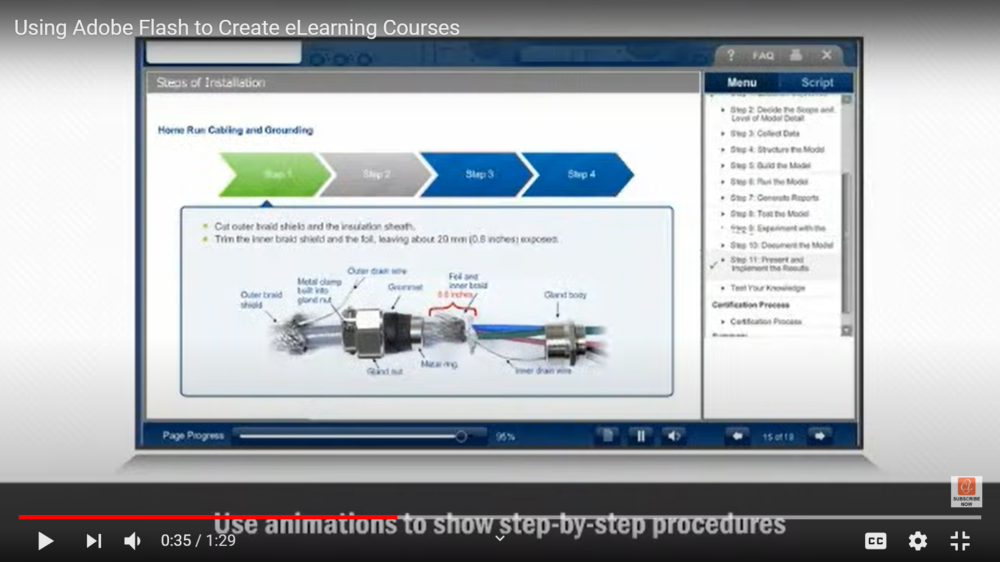 Using Adobe Flash to Create eLearning Courses
? FAQ
Steps of Installation
Menu Script
Home Run Cabling and Grounding
Step 1 Step 2 Step 3 Step 4
Cut outer braid shield and the insulation sheath.
Trim the inner braid shield and the foil, leaving about 20 mm (0.8 inches) exposed.
Outer braid
shield
Metal clamp
built into
gland nut
Outer drain wire
Grommet
Foil and
inner braid
0.8 inches
Gland body
Gland nut
Metal ring
Inner drain wire
Step 2: Decide the Scope and
Level of Model Detail
Step 3: Collect Data
Step 4: Structure the Model
Step 5: Build the Model
Step 6: Run the Model
Step 7: Generate Reports
Step 8: Test the Model
Step 9: Experiment with the
Step 10: Document the Model
Step 11: Present and
Implement the Results
Test Your Knowledge
Certification Process
Certification Process
Page Progress 95% 15 of 18
CL
SUBSCRIBE
NOW
Use animations to show step-by-step procedures
0:35 / 1:29
CC